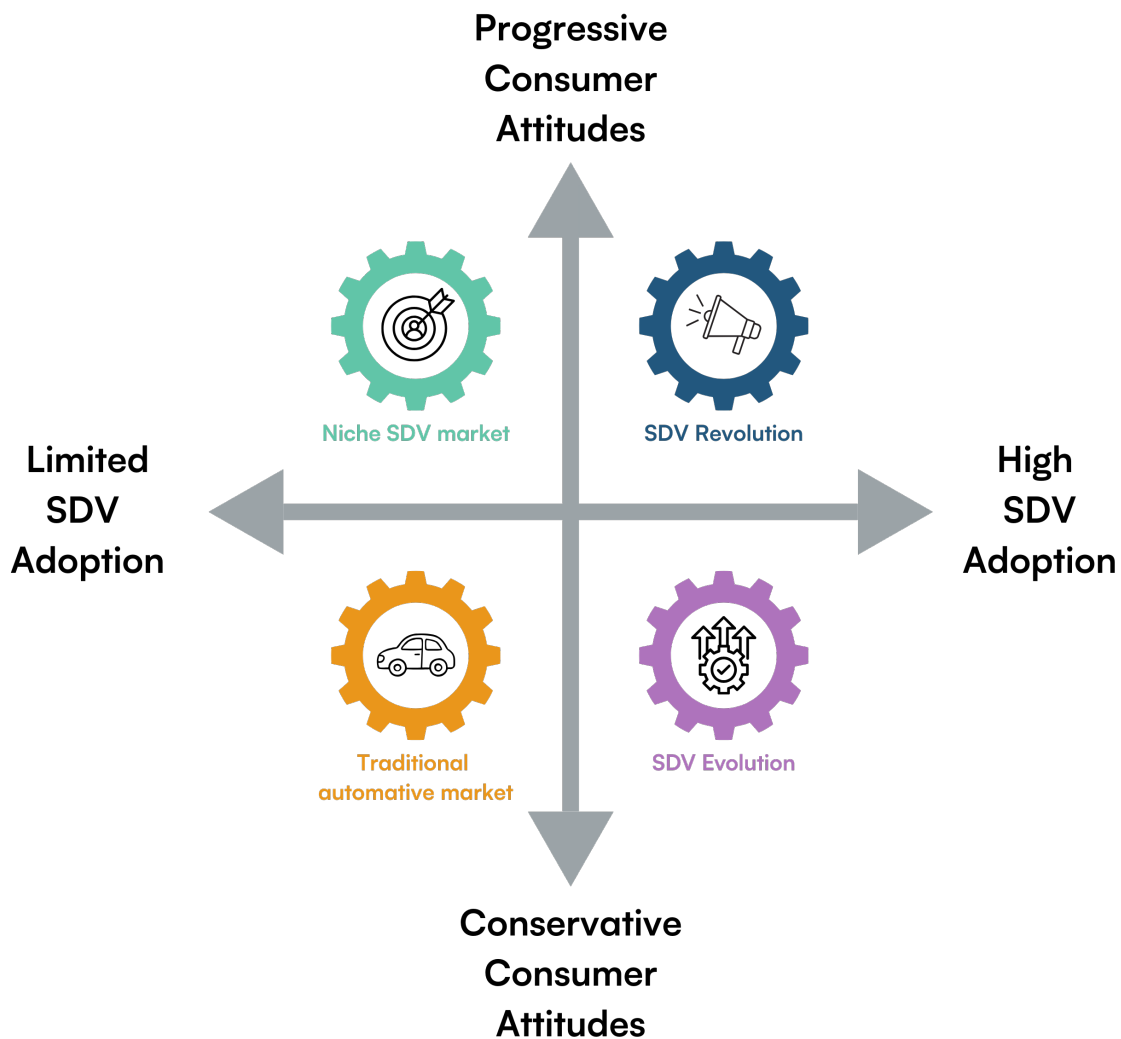 Progressive
Consumer
Attitudes
Niche SDV market
SDV Revolution
Limited
SDV
Adoption
High
SDV
Adoption
Traditional
automative market
SDV Evolution
Conservative
Consumer
Attitudes